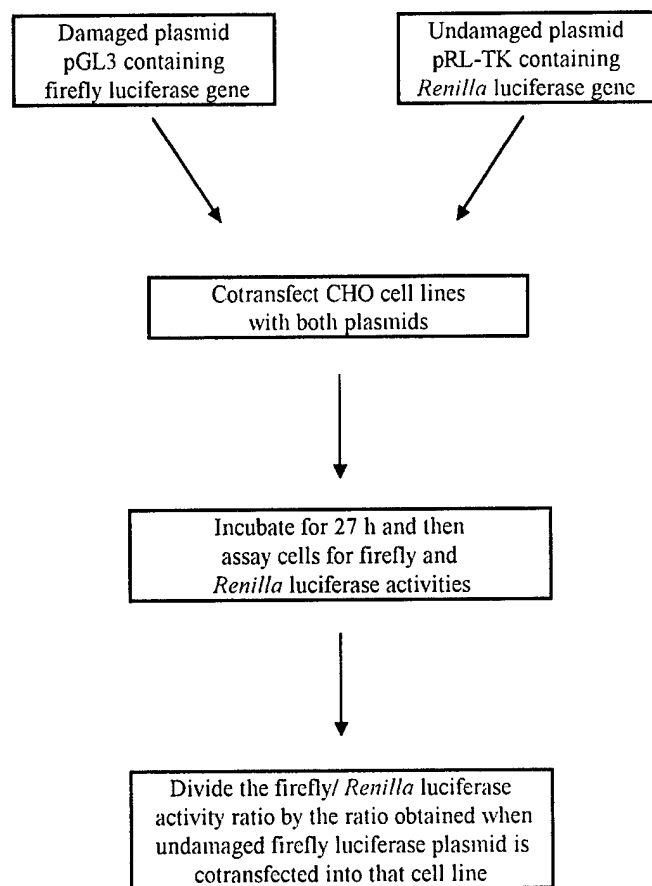 Damaged plasmid
pGL3 containing
firefly luciferase gene
Undamaged plasmid
pRL-TK containing
Renilla luciferase gene
Cotransfect CHO cell lines
with both plasmids
Incubate for 27 h and then
assay cells for firefly and
Renilla luciferase activities
Divide the firefly/ Renilla luciferase
activity ratio by the ratio obtained when
undamaged firefly luciferase plasmid is
cotransfected into that cell line